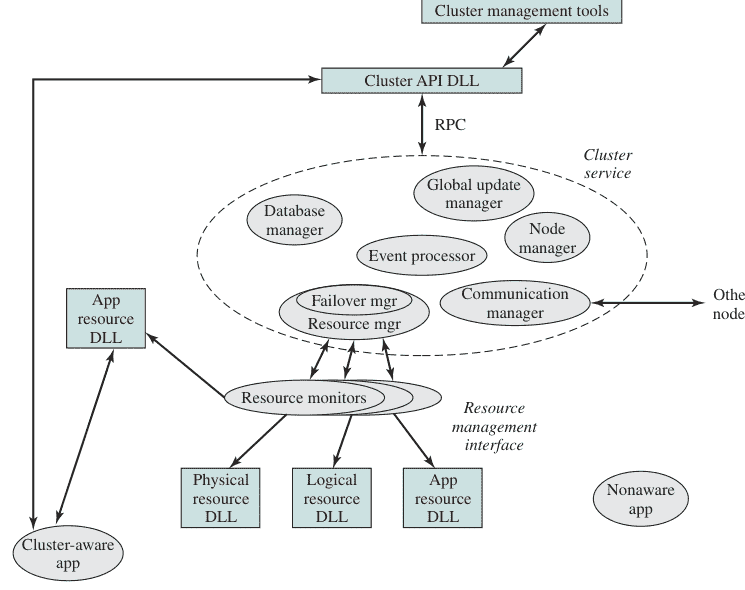 Cluster management tools
Cluster API DLL
RPC
Cluster
service
Global update
manager
Database
manager
Node
manager
Event processor
Communication
manager
Failover mgr
Resource mgr
Othe
node
App
resource
DLL
Resource monitors
Resource
management
interface
Physical
resource
DLL
Logical
resource
DLL
App
resource
DLL
Nonaware
app
Cluster-aware
app